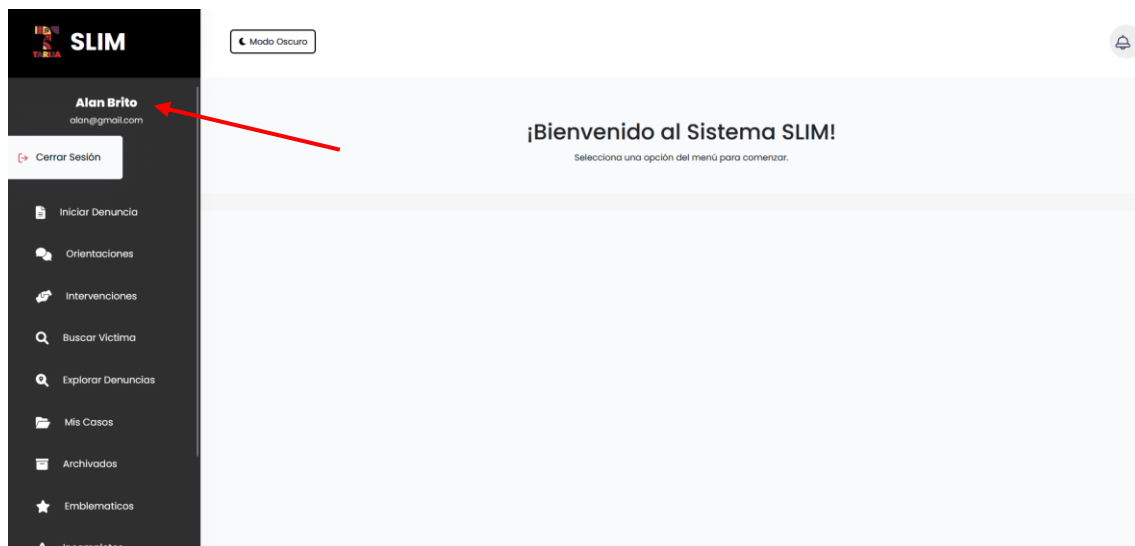 TARIJA
SLIM
Modo Oscuro
Alan Brito
alan@gmail.com
Cerrar Sesión
¡Bienvenido al Sistema SLIM!
Selecciona una opción del menú para comenzar.
Iniciar Denuncia
Orientaciones
Intervenciones
Buscar Victima
Explorar Denuncias
Mis Casos
Archivados
Emblematicos